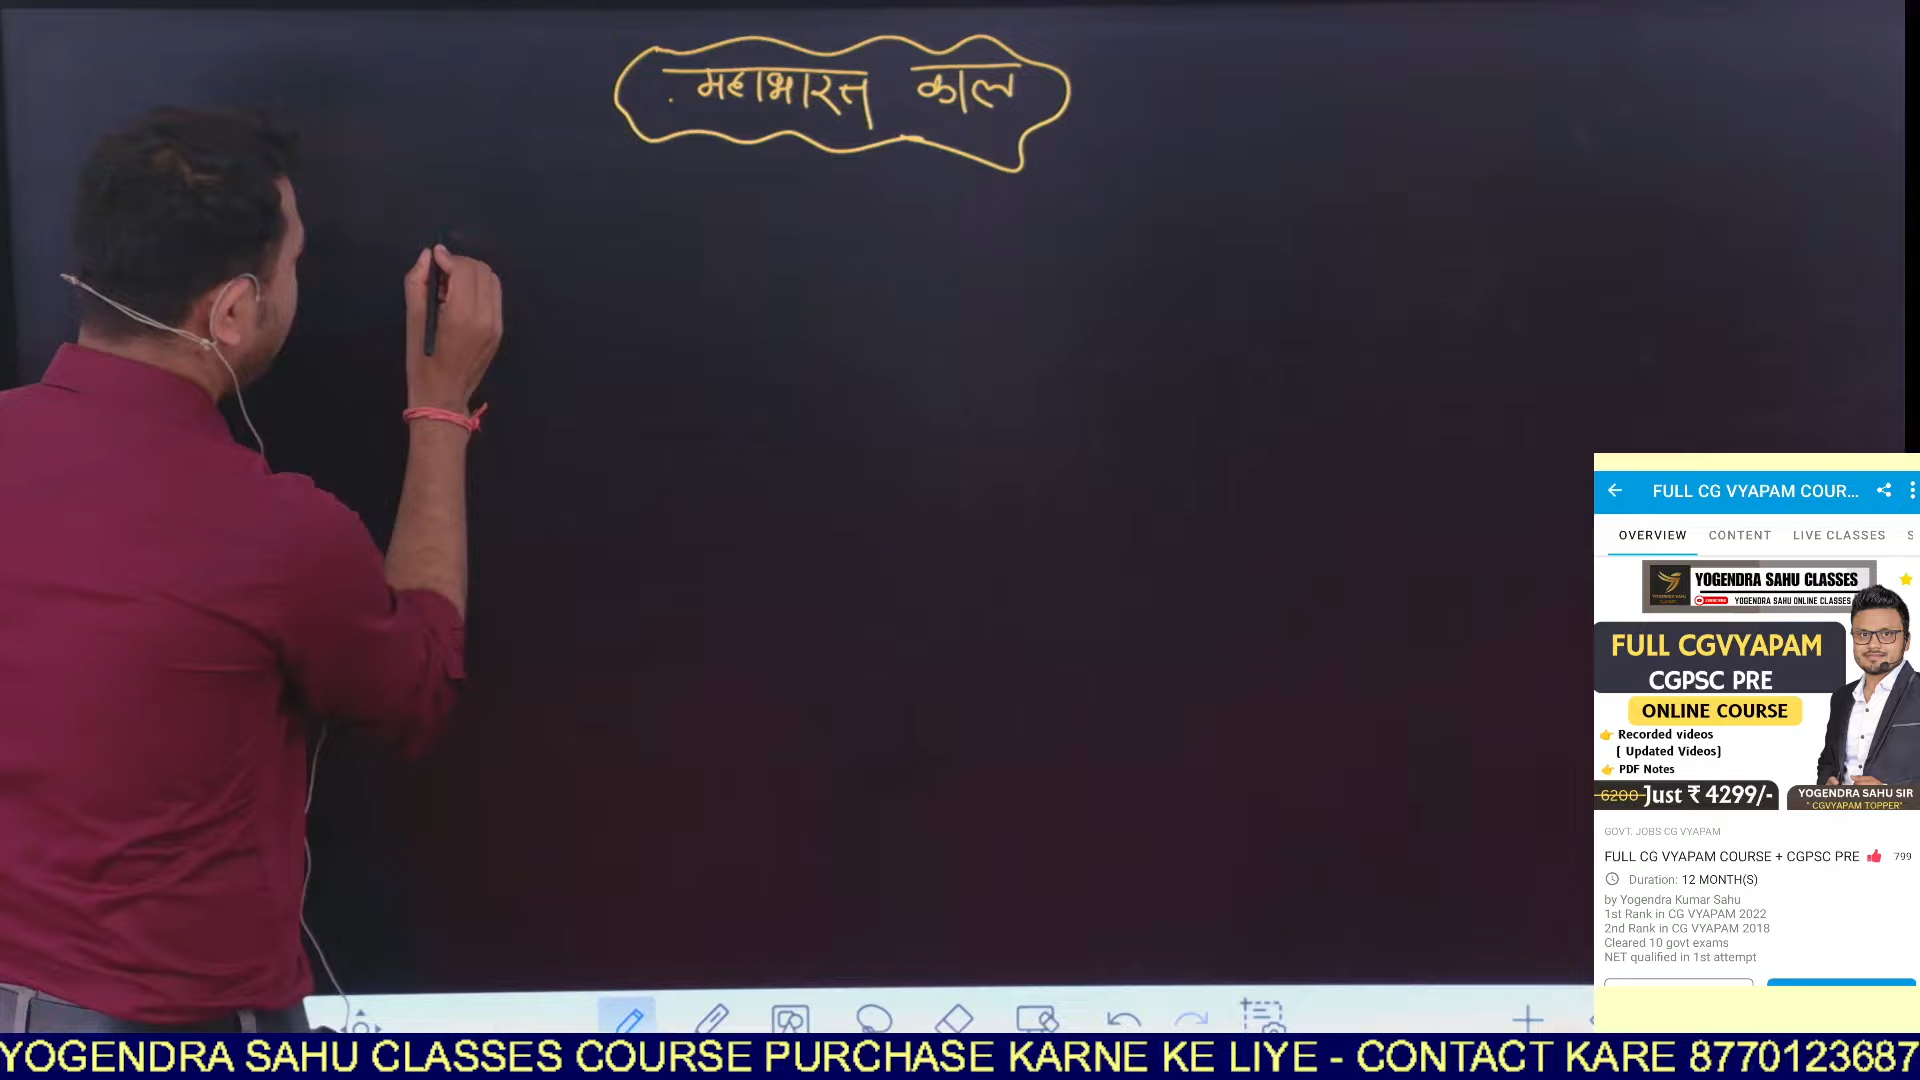 महाभारत काल
FULL CG VYAPAM COUR...
OVERVIEW CONTENT LIVE CLASSES S
YOGENDRA SAHU CLASSES
SUBSCRIBE YOGENDRA SAHU ONLINE CLASSES
FULL CGVYAPAM
CGPSC PRE
ONLINE COURSE
👉 Recorded videos
[ Updated Videos]
👉 PDF Notes
6200 Just ₹ 4299/-
YOGENDRA SAHU SIR
" CGVYAPAM TOPPER"
GOVT. JOBS CG VYAPAM
FULL CG VYAPAM COURSE + CGPSC PRE 799
Duration: 12 MONTH(S)
by Yogendra Kumar Sahu
1st Rank in CG VYAPAM 2022
2nd Rank in CG VYAPAM 2018
Cleared 10 govt exams
NET qualified in 1st attempt
YOGENDRA SAHU CLASSES COURSE PURCHASE KARNE KE LIYE - CONTACT KARE 8770123687